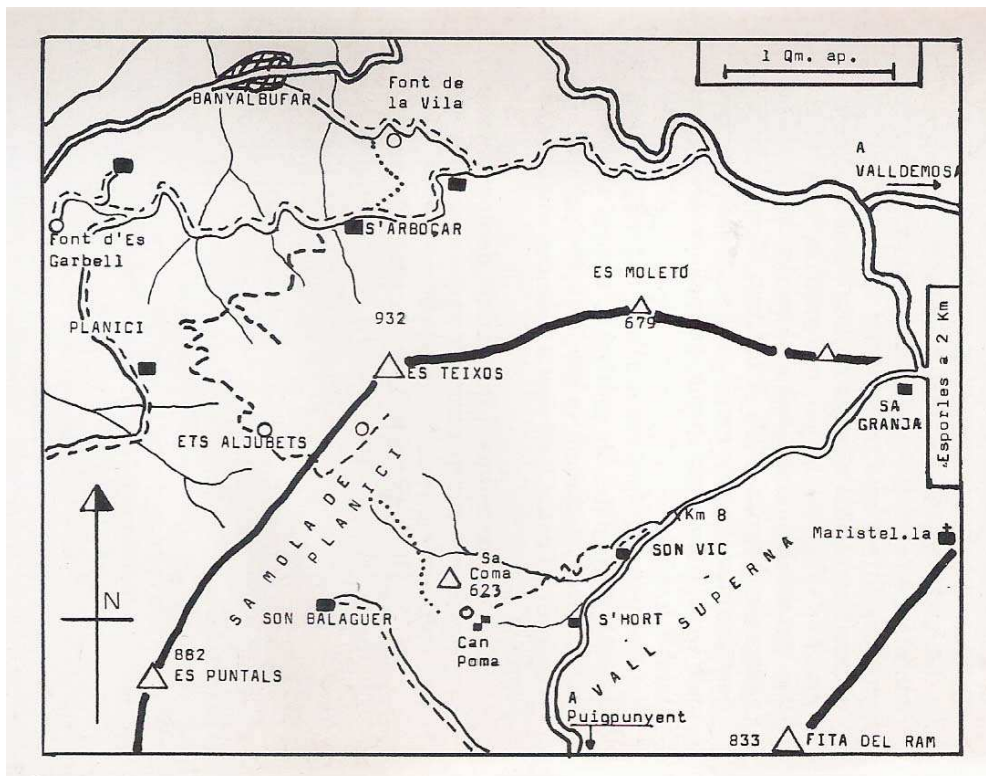 1 Qm. ap.
BANYALBUFAR
Font de
la Vila
A
VALLDEMOSA
S'ARBOÇAR
Font d'Es
Garbell
ES MOLETÓ
679
PLANICI
932
ES TEIXOS
Esporles a 2 Km
SA
GRANJA
ETS ALJUBETS
SA MOLA DE
PLANICI
Km 8
Maristel.la
SON VIC
Sa
Coma
623
N
SON BALAGUER
S'HORT
VALL SUPERNA
Can
Poma
882
ES PUNTALS
A
Puigpunyent
833
FITA DEL RAM